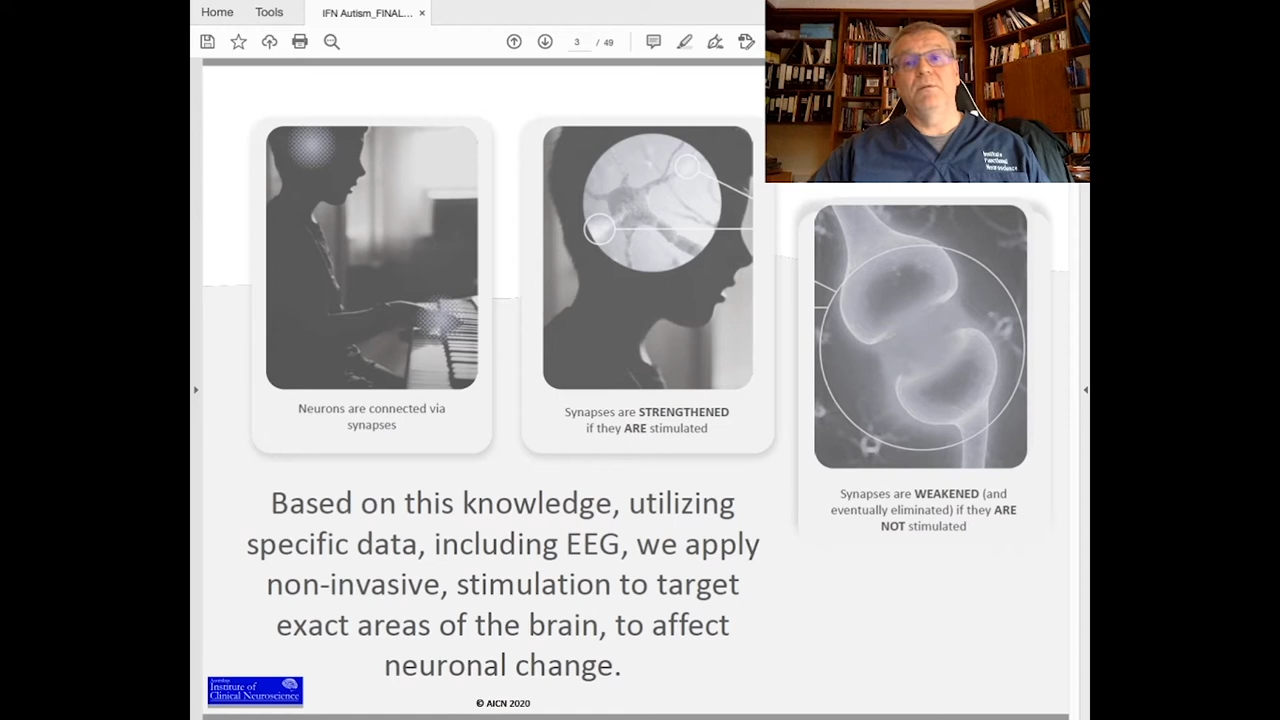 Home
Tools
IFN Autism_FINAL...
×
3 / 49
Institute
Functional
Neuroscience
Neurons are connected via
synapses
Synapses are STRENGTHENED
if they ARE stimulated
Synapses are WEAKENED (and
eventually eliminated) if they ARE
NOT stimulated
Based on this knowledge, utilizing
specific data, including EEG, we apply
non-invasive, stimulation to target
exact areas of the brain, to affect
neuronal change.
Institute of
Clinical Neuroscience
© AICN 2020